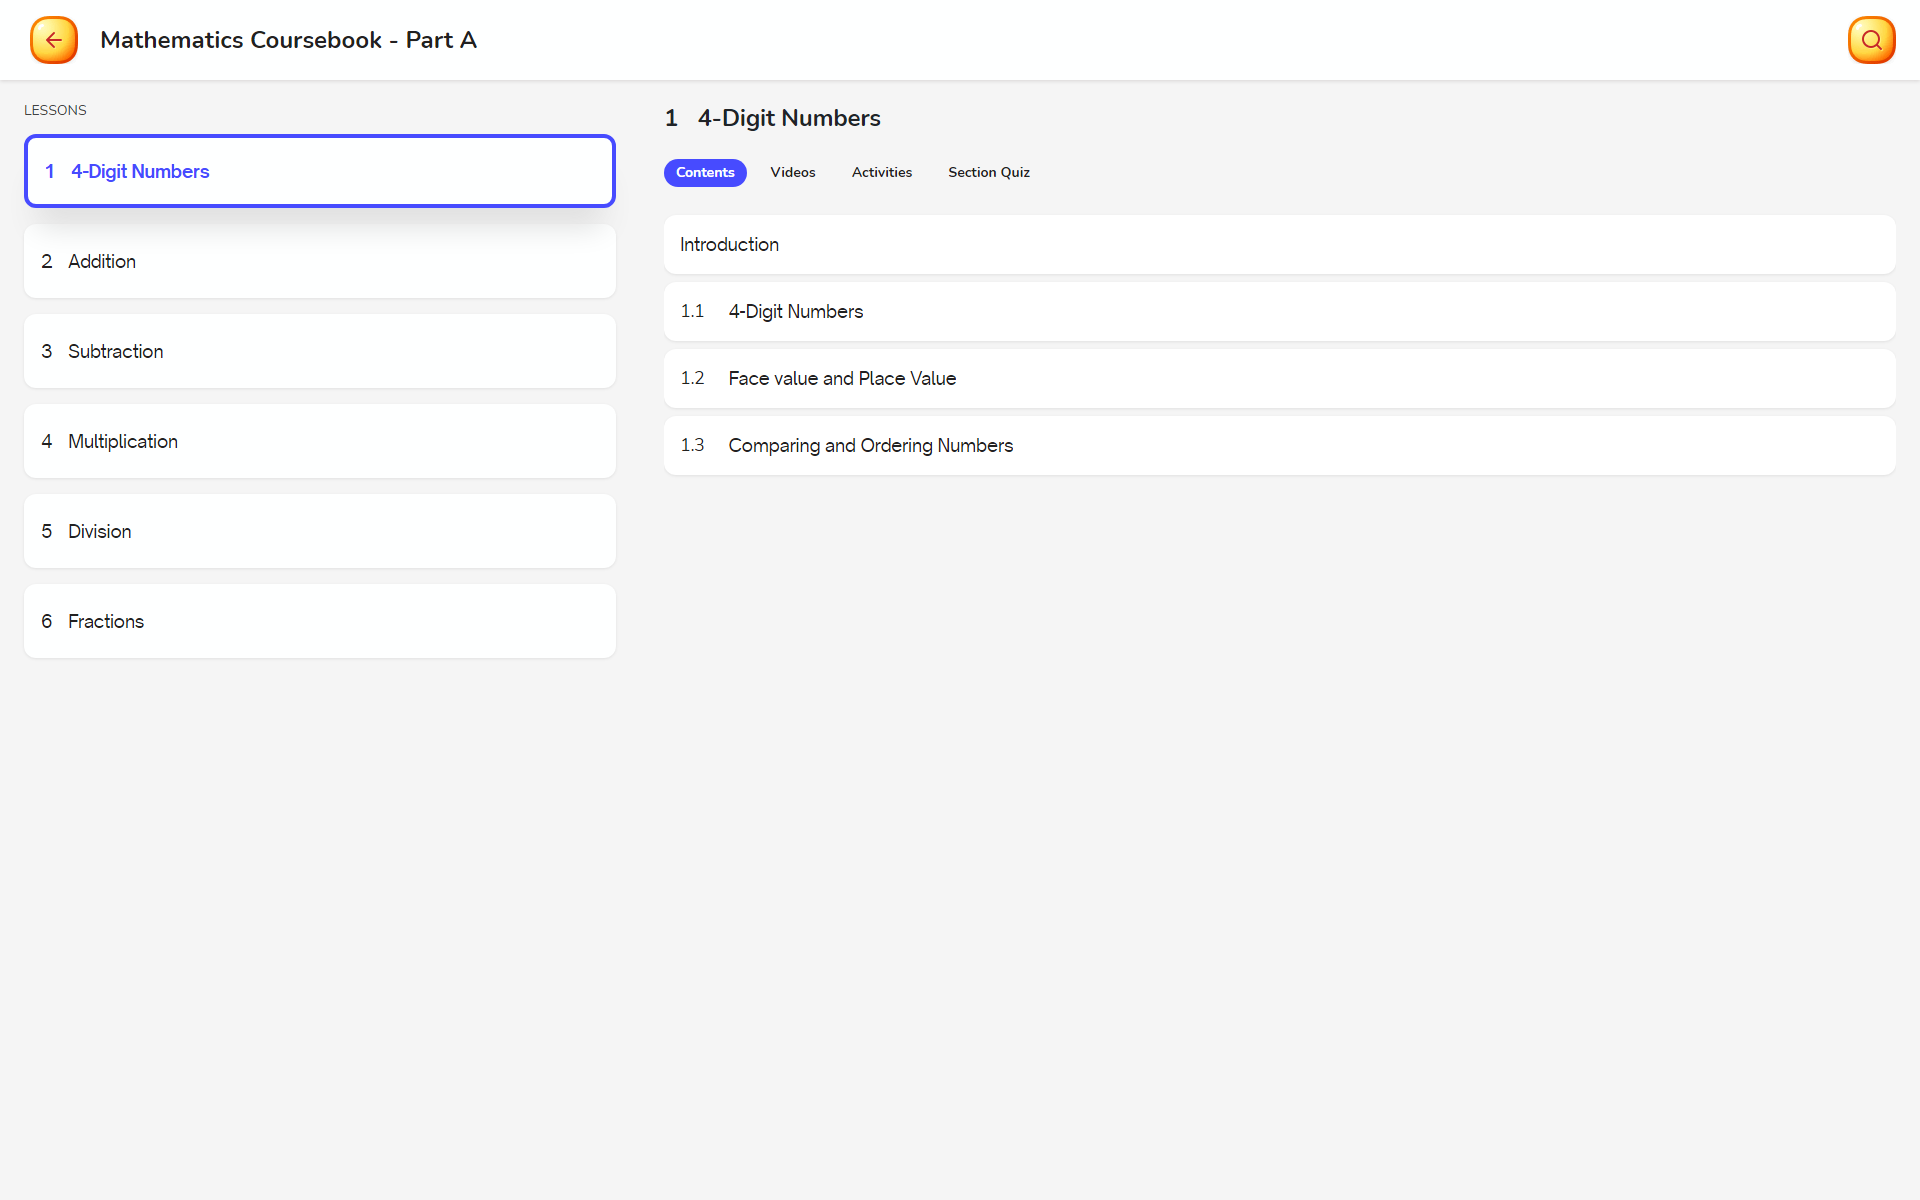 Mathematics Coursebook - Part A
LESSONS
1 4-Digit Numbers
2 Addition
3 Subtraction
4 Multiplication
5 Division
6 Fractions
1 4-Digit Numbers
Contents Videos Activities Section Quiz
Introduction
1.1 4-Digit Numbers
1.2 Face value and Place Value
1.3 Comparing and Ordering Numbers